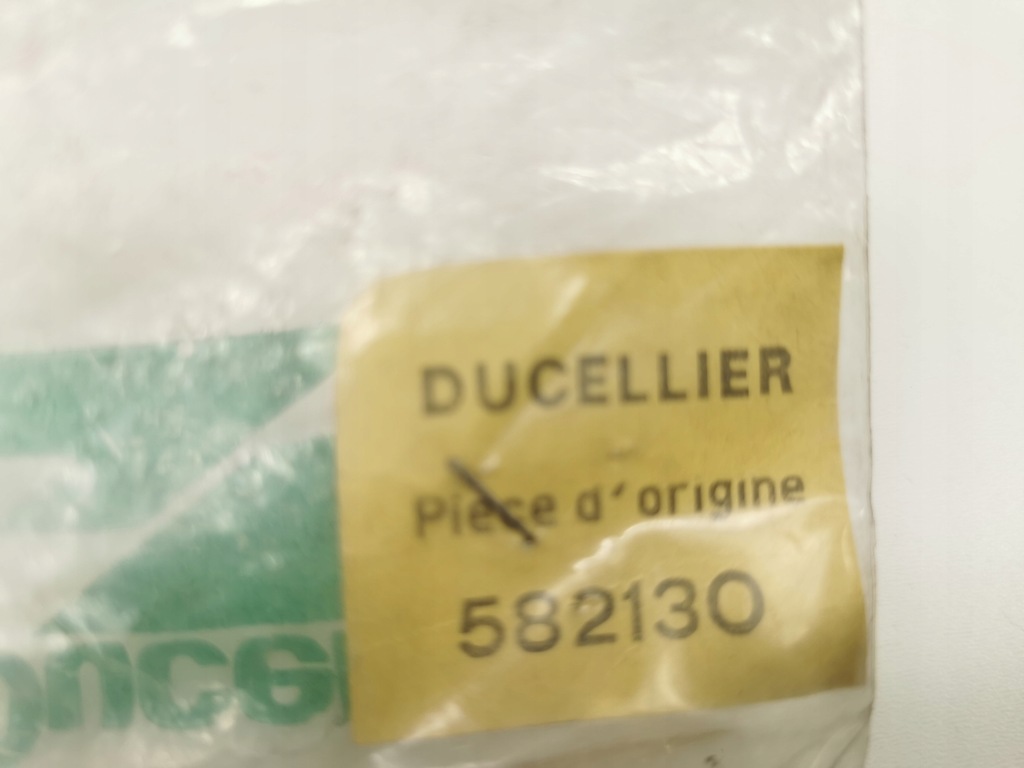 DUCELLIER
Pièce d'origine
582130